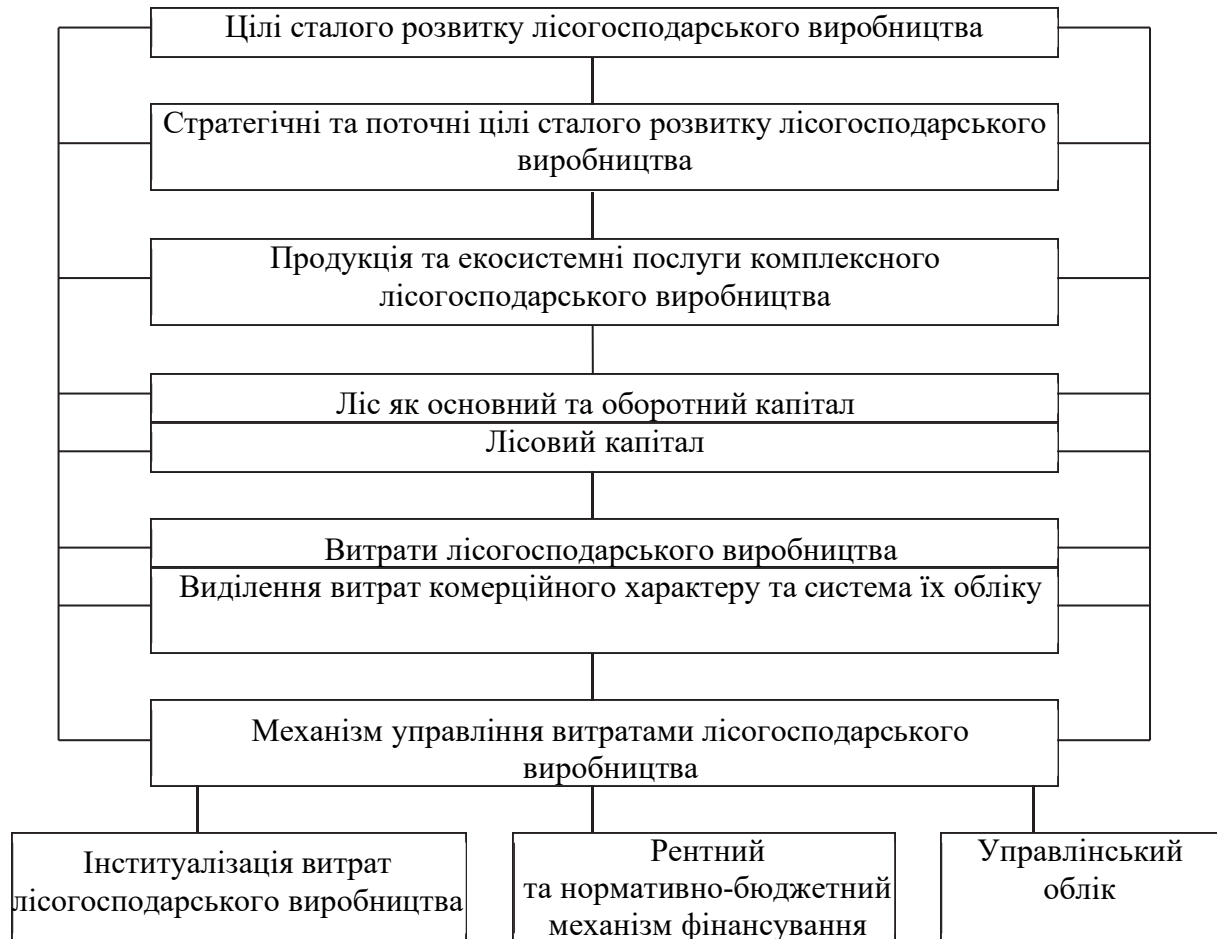 Цілі сталого розвитку лісогосподарського виробництва
Стратегічні та поточні цілі сталого розвитку лісогосподарського
виробництва
Продукція та екосистемні послуги комплексного
лісогосподарського виробництва
Ліс як основний та оборотний капітал
Лісовий капітал
Витрати лісогосподарського виробництва
Виділення витрат комерційного характеру та система їх обліку
Механізм управління витратами лісогосподарського
виробництва
Інституалізація витрат
лісогосподарського виробництва
Рентний
та нормативно-бюджетний
механізм фінансування
Управлінський
облік